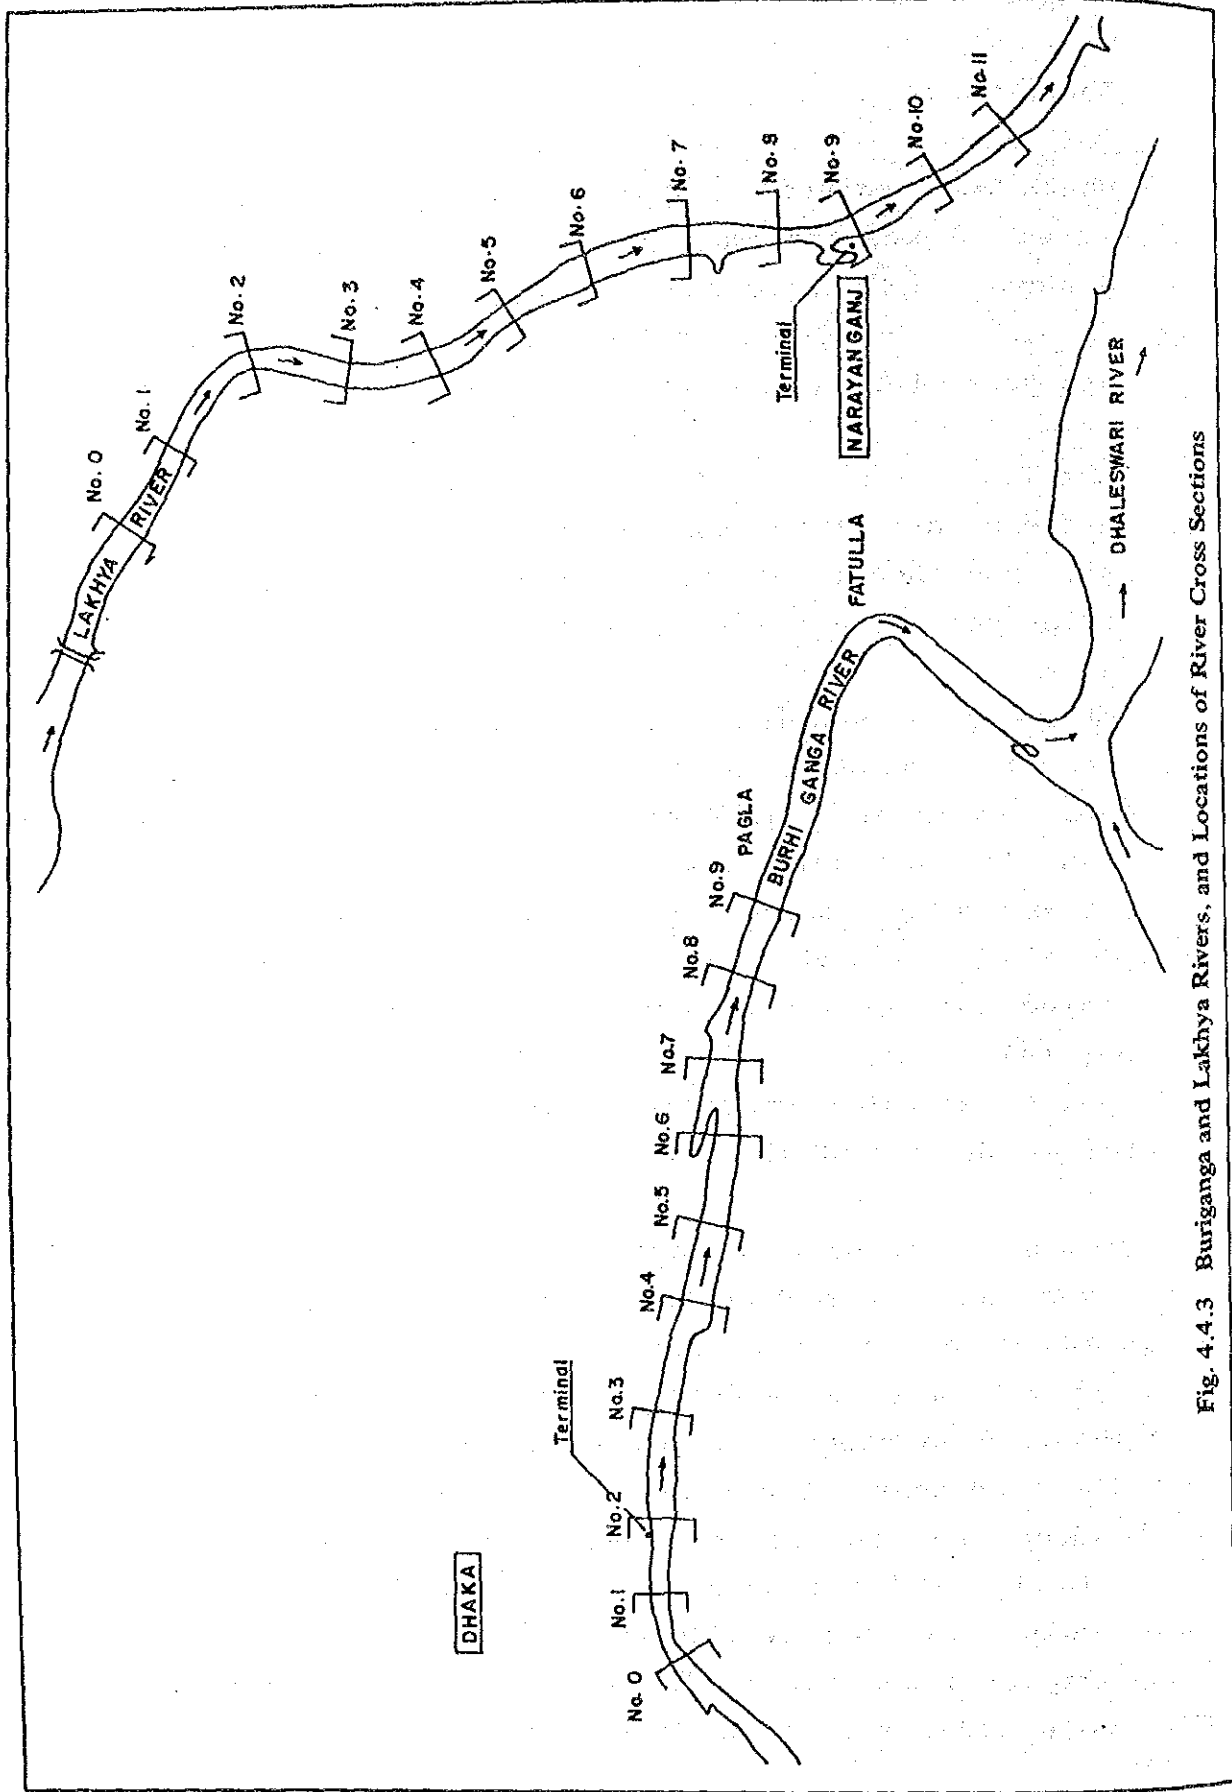 LAKHYA RIVER
No. 0
No. 1
No. 2
No. 3
No. 4
No. 5
No. 6
No. 7
No. 8
No. 9
No. 10
No. 11
Terminal
NARAYANGANJ
DHAKA
Terminal
No. 0
No. 1
No. 2
No. 3
No. 4
No. 5
No. 6
No. 7
No. 8
No. 9
PAGLA
BURHI GANGA RIVER
FATULLA
DHALESWARI RIVER
Fig. 4.4.3 Buriganga and Lakhya Rivers, and Locations of River Cross Sections